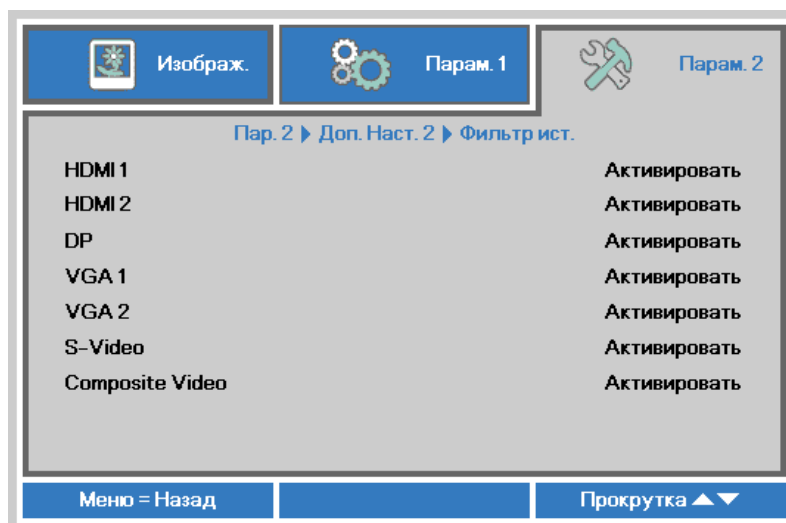 Изображ. Парам. 1 Парам. 2
Пар. 2 ▶ Доп. Наст. 2 ▶ Фильтр ист.
HDMI 1 Активировать
HDMI 2 Активировать
DP Активировать
VGA 1 Активировать
VGA 2 Активировать
S-Video Активировать
Composite Video Активировать
Меню = Назад Прокрутка ▲▼